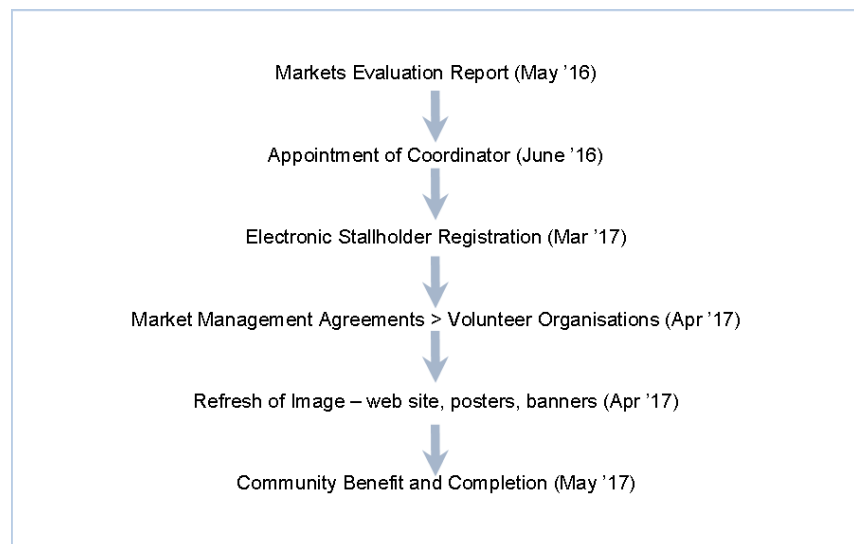 Markets Evaluation Report (May ’16)
Appointment of Coordinator (June ’16)
Electronic Stallholder Registration (Mar ’17)
Market Management Agreements > Volunteer Organisations (Apr ’17)
Refresh of Image – web site, posters, banners (Apr ’17)
Community Benefit and Completion (May ’17)